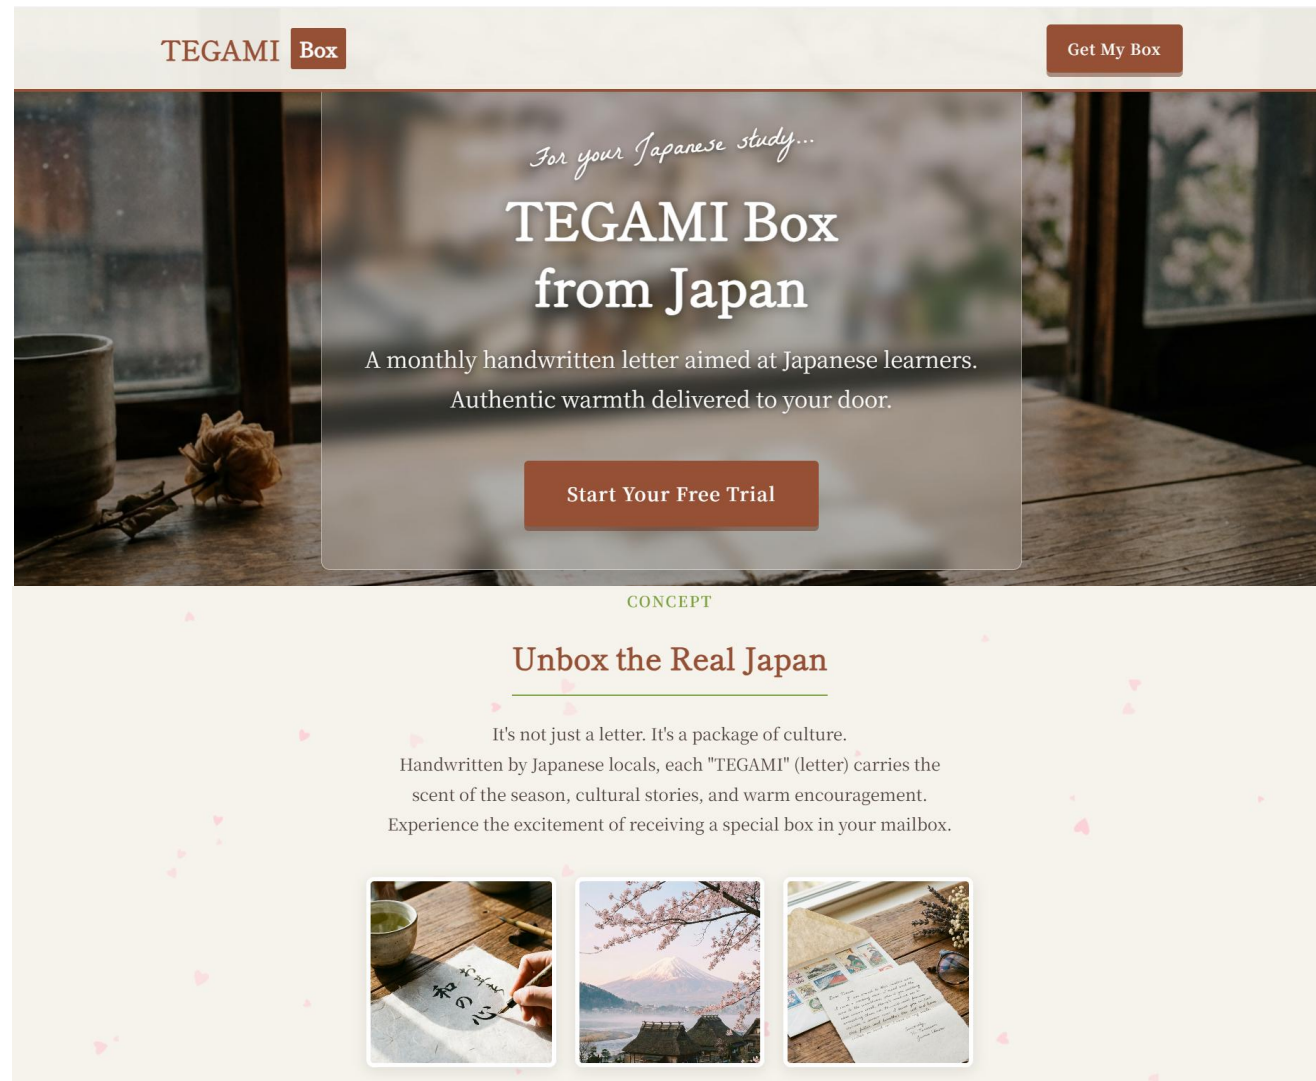 TEGAMI Box
Get My Box
For your Japanese study...
TEGAMI Box
from Japan
A monthly handwritten letter aimed at Japanese learners.
Authentic warmth delivered to your door.
Start Your Free Trial
CONCEPT
Unbox the Real Japan
It's not just a letter. It's a package of culture.
Handwritten by Japanese locals, each "TEGAMI" (letter) carries the
scent of the season, cultural stories, and warm encouragement.
Experience the excitement of receiving a special box in your mailbox.
和の心